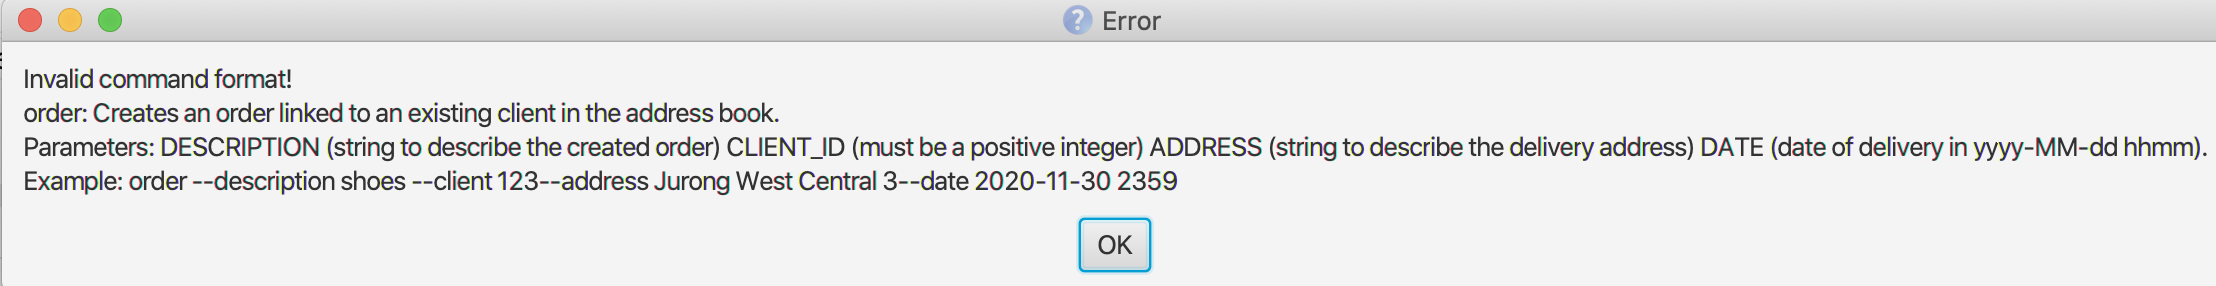 Error
Invalid command format!
order: Creates an order linked to an existing client in the address book.
Parameters: DESCRIPTION (string to describe the created order) CLIENT_ID (must be a positive integer) ADDRESS (string to describe the delivery address) DATE (date of delivery in yyyy-MM-dd hhmm).
Example: order --description shoes --client 123--address Jurong West Central 3--date 2020-11-30 2359
OK